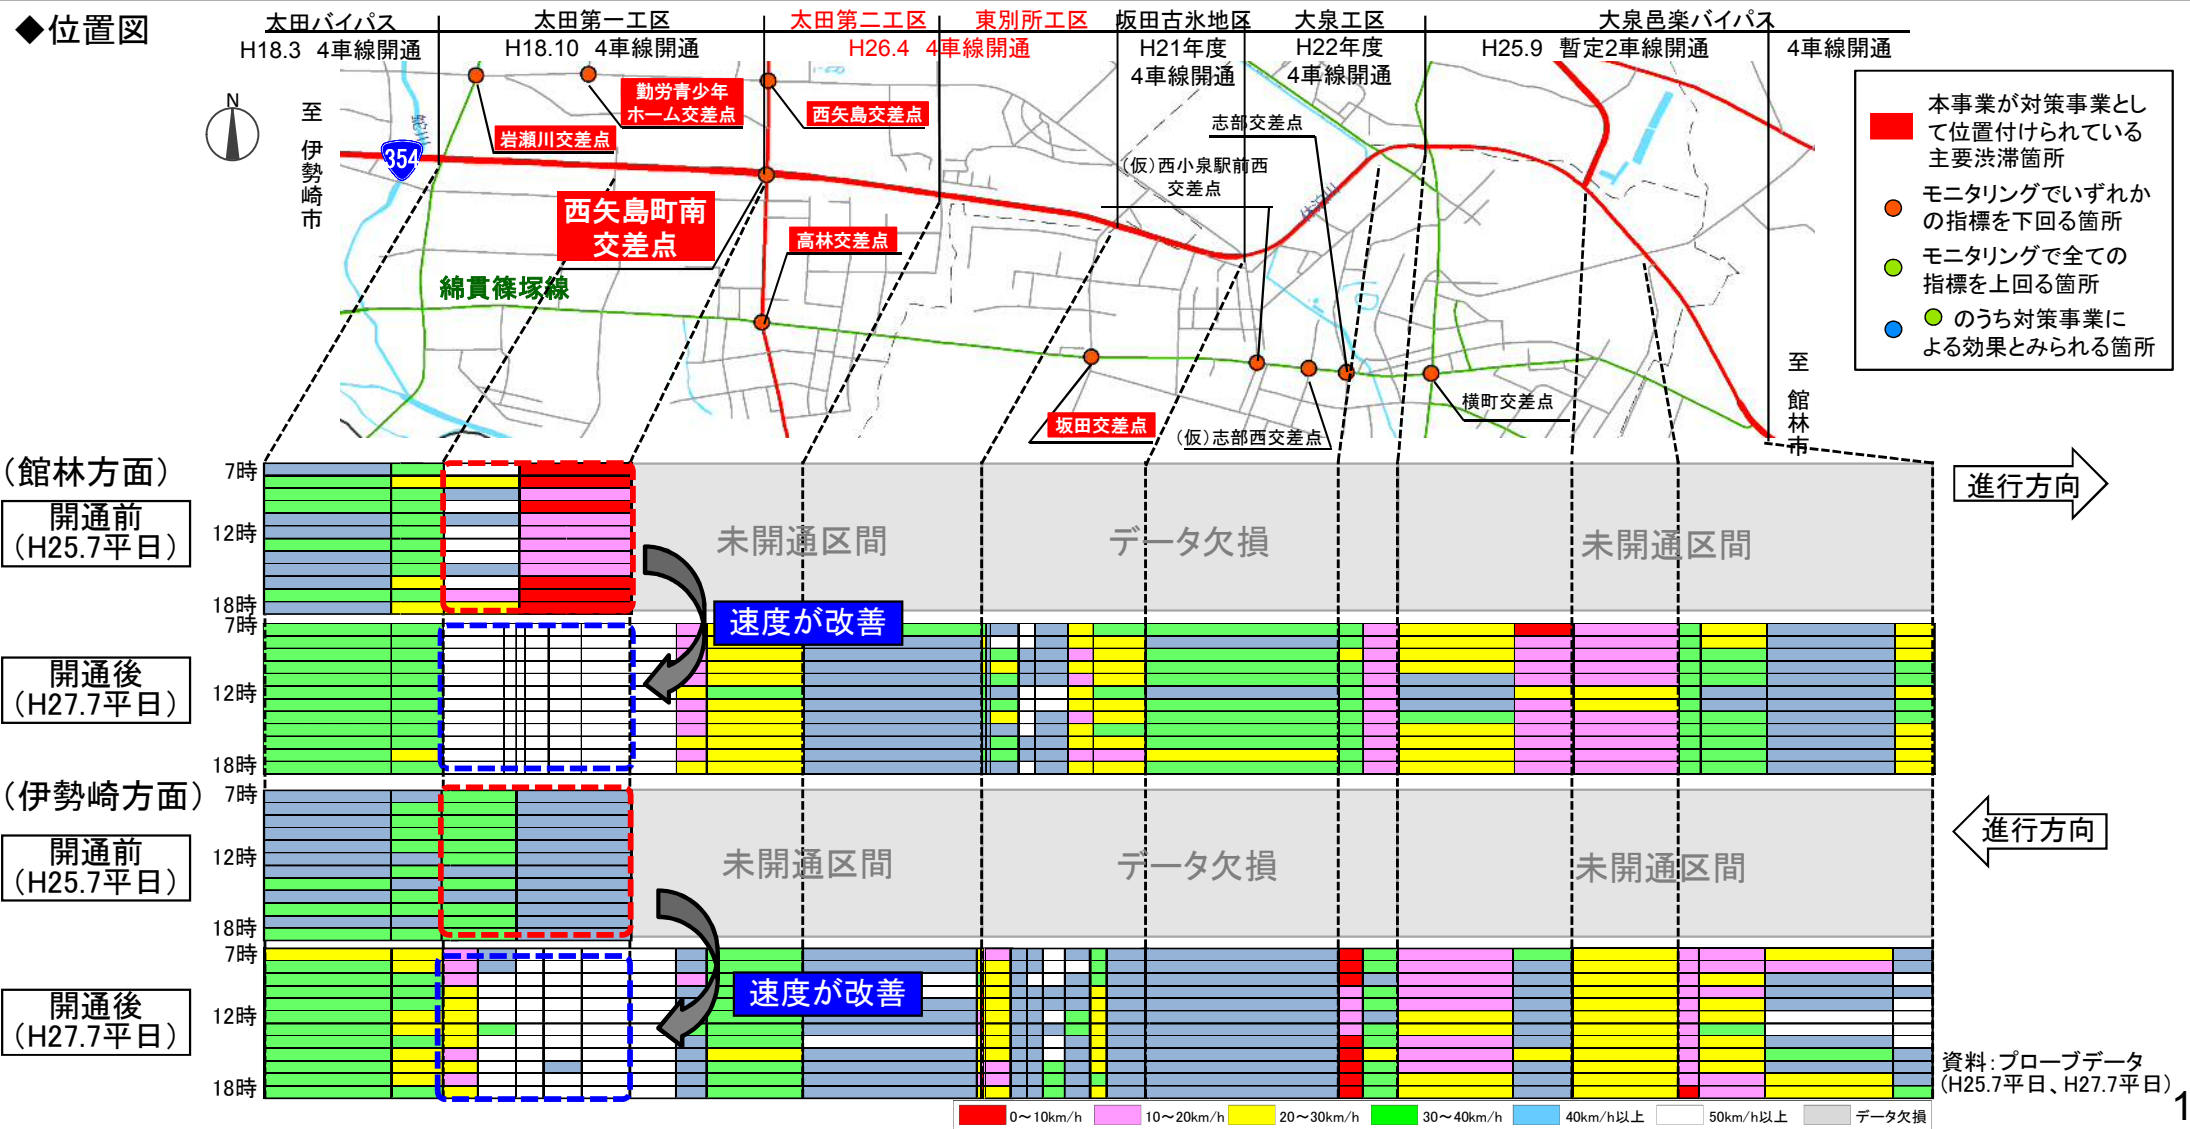 ◆位置図
太田バイパス
太田第一工区
太田第二工区
東別所工区
坂田古氷地区
大泉工区
大泉邑楽バイパス
H18.3 4車線開通
H18.10 4車線開通
H26.4 4車線開通
H21年度
4車線開通
H22年度
4車線開通
H25.9 暫定2車線開通
4車線開通
N
至
伊
勢
崎
市
354
岩瀬川交差点
勤労青少年
ホーム交差点
西矢島交差点
西矢島町南
交差点
高林交差点
綿貫篠塚線
志部交差点
(仮)西小泉駅前西
交差点
坂田交差点
(仮)志部西交差点
横町交差点
至
館
林
市
本事業が対策事業とし
て位置付けられている
主要渋滞箇所
モニタリングでいずれか
の指標を下回る箇所
モニタリングで全ての
指標を上回る箇所
のうち対策事業に
よる効果とみられる箇所
(館林方面)
開通前
(H25.7平日)
7時
12時
18時
未開通区間
データ欠損
未開通区間
進行方向
速度が改善
開通後
(H27.7平日)
7時
12時
18時
(伊勢崎方面)
開通前
(H25.7平日)
7時
12時
18時
未開通区間
データ欠損
未開通区間
進行方向
速度が改善
開通後
(H27.7平日)
7時
12時
18時
資料:プローブデータ
(H25.7平日、H27.7平日)
0～10km/h
10～20km/h
20～30km/h
30～40km/h
40km/h以上
50km/h以上
データ欠損
1